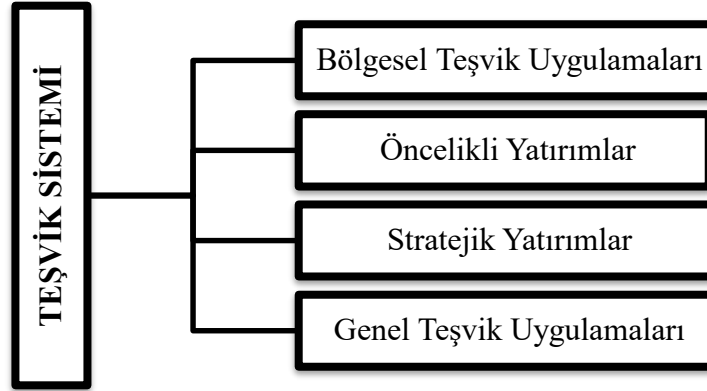 TEŞVİK SİSTEMİ
Bölgesel Teşvik Uygulamaları
Öncelikli Yatırımlar
Stratejik Yatırımlar
Genel Teşvik Uygulamaları